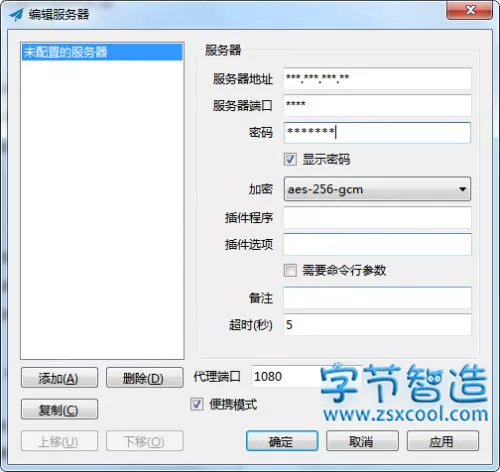 编辑服务器
未配置的服务器
服务器
服务器地址 ***.***.***.**
服务器端口 ****
密码 *******
显示密码
加密 aes-256-gcm
插件程序
插件选项
需要命令行参数
备注
超时(秒) 5
添加(A) 删除(D) 代理端口 1080
复制(C) 便携模式
上移(U) 下移(O) 确定 取消 应用
字节智造
www.zsxcool.com